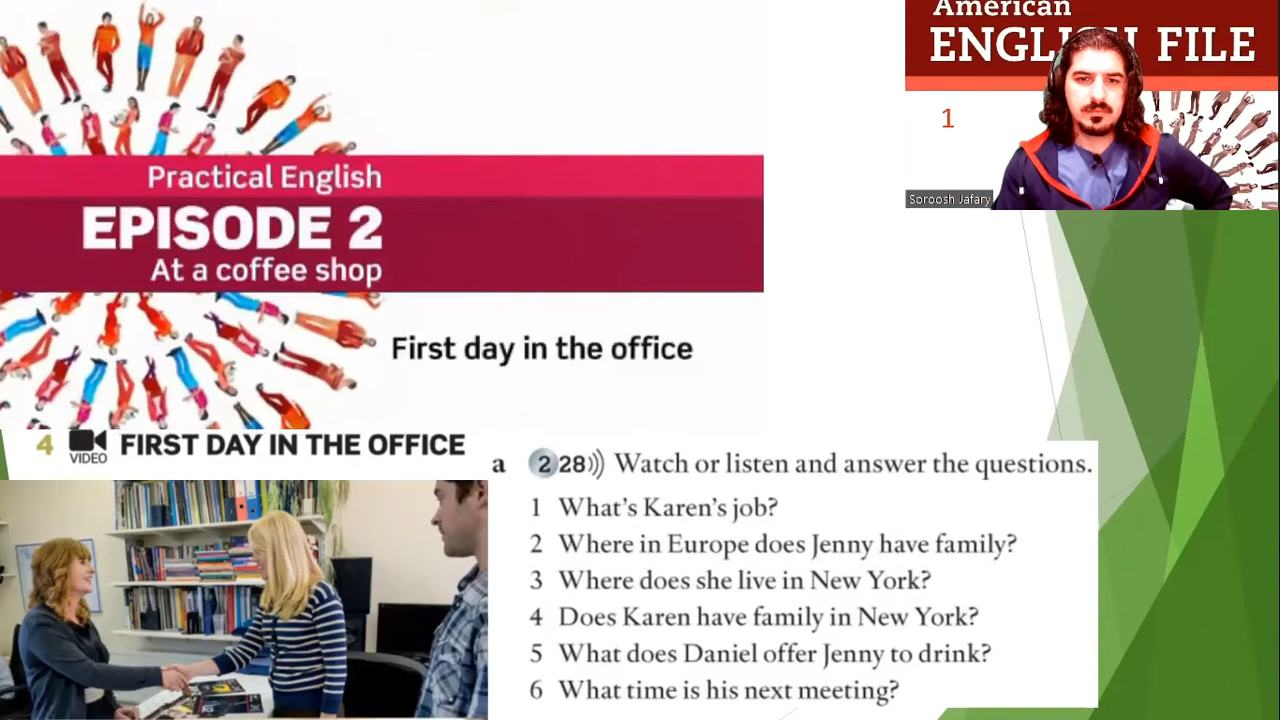 Practical English
EPISODE 2
At a coffee shop
First day in the office
American
ENGLISH FILE
1
Soroosh Jafary
4 VIDEO FIRST DAY IN THE OFFICE
a 2 28 Watch or listen and answer the questions.
1 What's Karen's job?
2 Where in Europe does Jenny have family?
3 Where does she live in New York?
4 Does Karen have family in New York?
5 What does Daniel offer Jenny to drink?
6 What time is his next meeting?